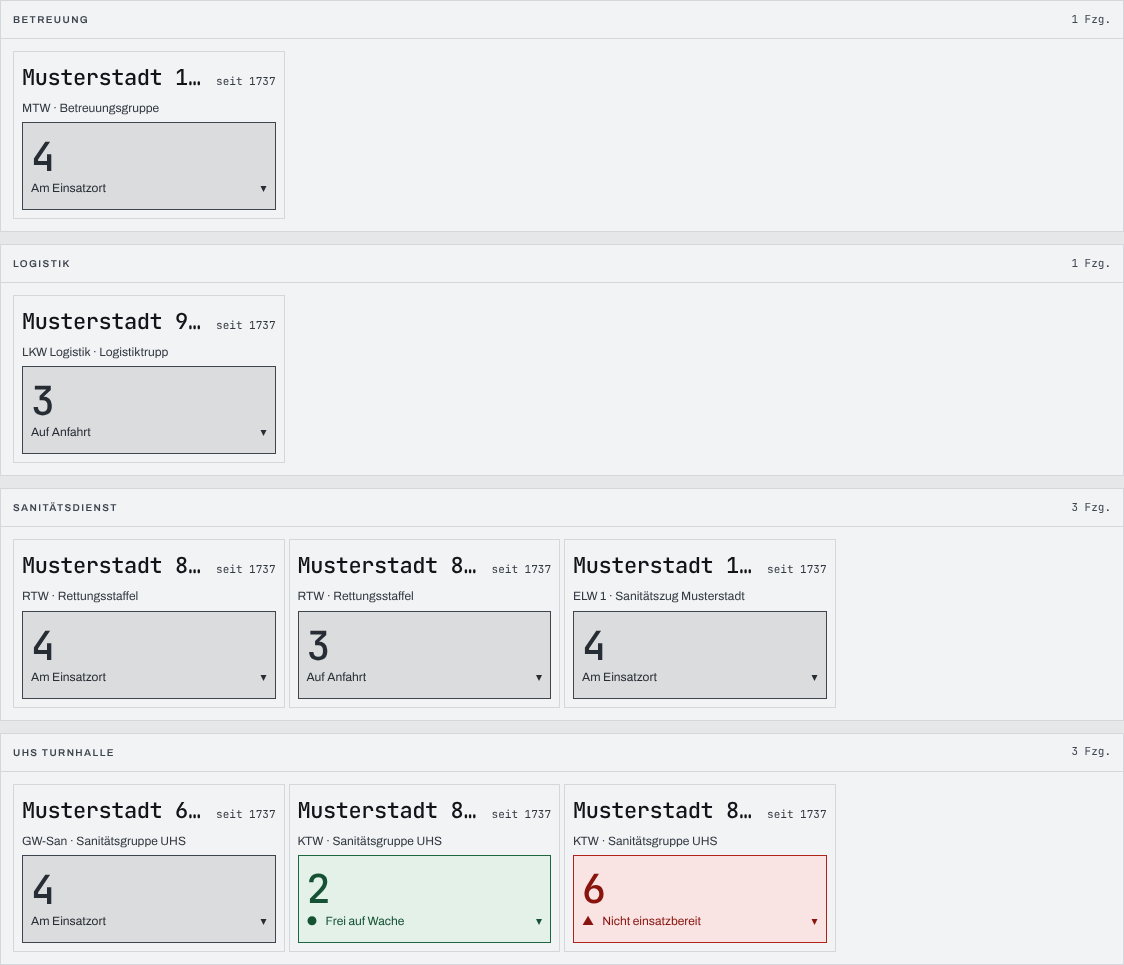 BETREUUNG 1 Fzg.
Musterstadt 1… seit 1737
MTW · Betreuungsgruppe
4
Am Einsatzort ▾
LOGISTIK 1 Fzg.
Musterstadt 9… seit 1737
LKW Logistik · Logistiktrupp
3
Auf Anfahrt ▾
SANITÄTSDIENST 3 Fzg.
Musterstadt 8… seit 1737
RTW · Rettungsstaffel
4
Am Einsatzort ▾
Musterstadt 8… seit 1737
RTW · Rettungsstaffel
3
Auf Anfahrt ▾
Musterstadt 1… seit 1737
ELW 1 · Sanitätszug Musterstadt
4
Am Einsatzort ▾
UHS TURNHALLE 3 Fzg.
Musterstadt 6… seit 1737
GW-San · Sanitätsgruppe UHS
4
Am Einsatzort ▾
Musterstadt 8… seit 1737
KTW · Sanitätsgruppe UHS
2
● Frei auf Wache ▾
Musterstadt 8… seit 1737
KTW · Sanitätsgruppe UHS
6
▲ Nicht einsatzbereit ▾